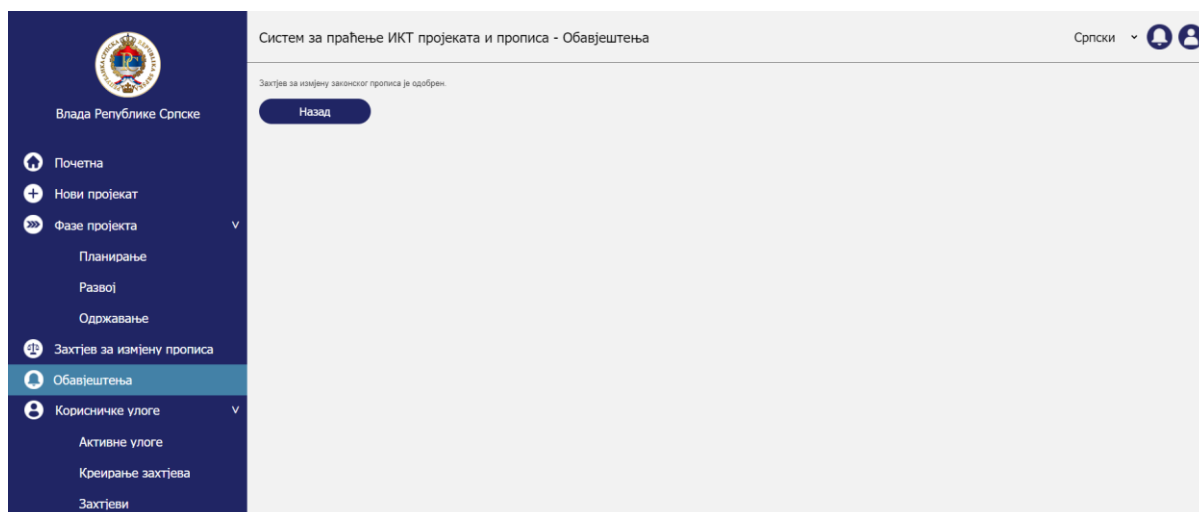 Влада Републике Српске
Почетна
Нови пројекат
Фазе пројекта
Планирање
Развој
Одржавање
Захтјев за измјену прописа
Обавјештења
Корисничке улоге
Активне улоге
Креирање захтјева
Захтјеви
Систем за праћење ИКТ пројеката и прописа - Обавјештења
Српски
Захтјев за измјену законског прописа је одобрен.
Назад